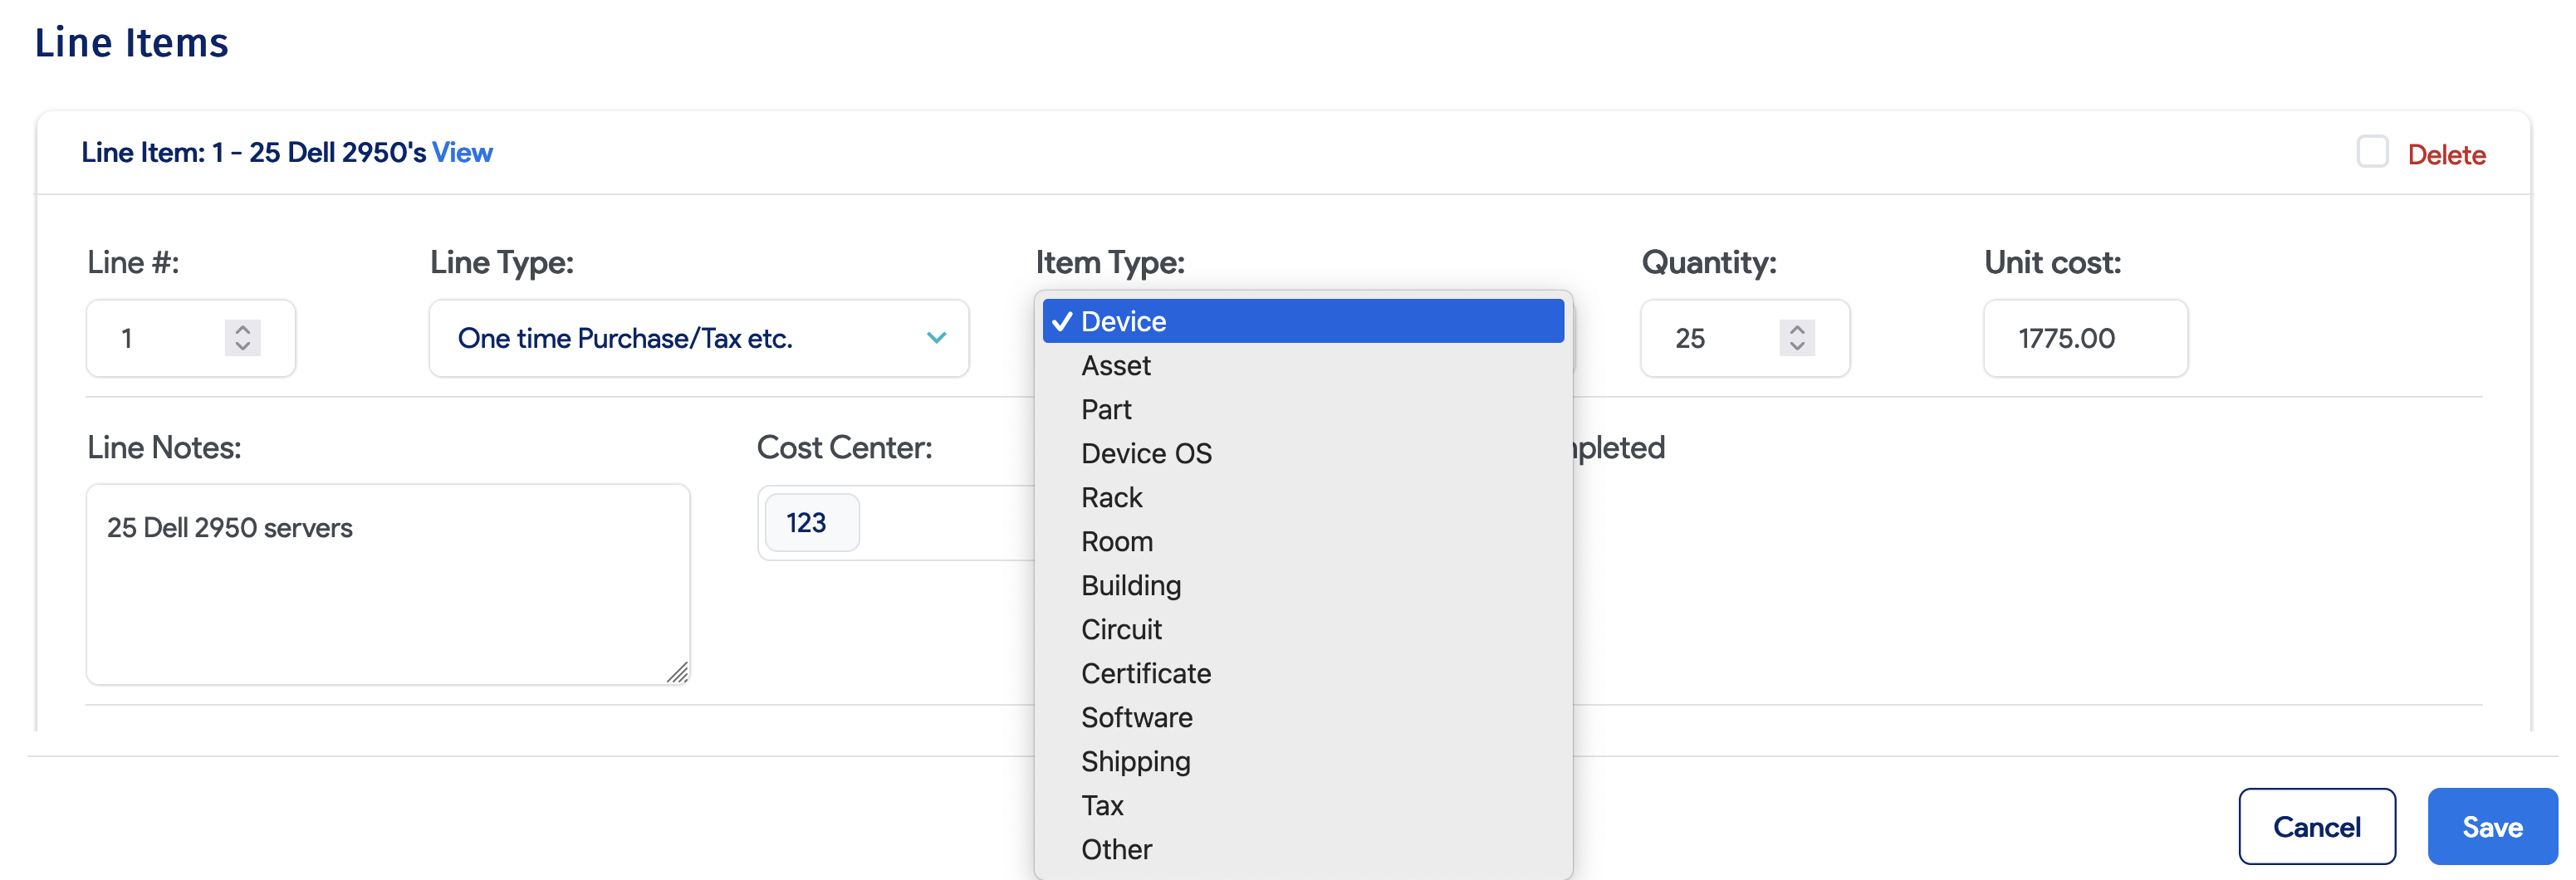 Line Items
Line Item: 1 - 25 Dell 2950's View
Delete
Line #:
Line Type:
Item Type:
Quantity:
Unit cost:
1
One time Purchase/Tax etc.
25
1775.00
Device
Asset
Part
Device OS
Rack
Room
Building
Circuit
Certificate
Software
Shipping
Tax
Other
Line Notes:
Cost Center:
25 Dell 2950 servers
123
Cancel
Save